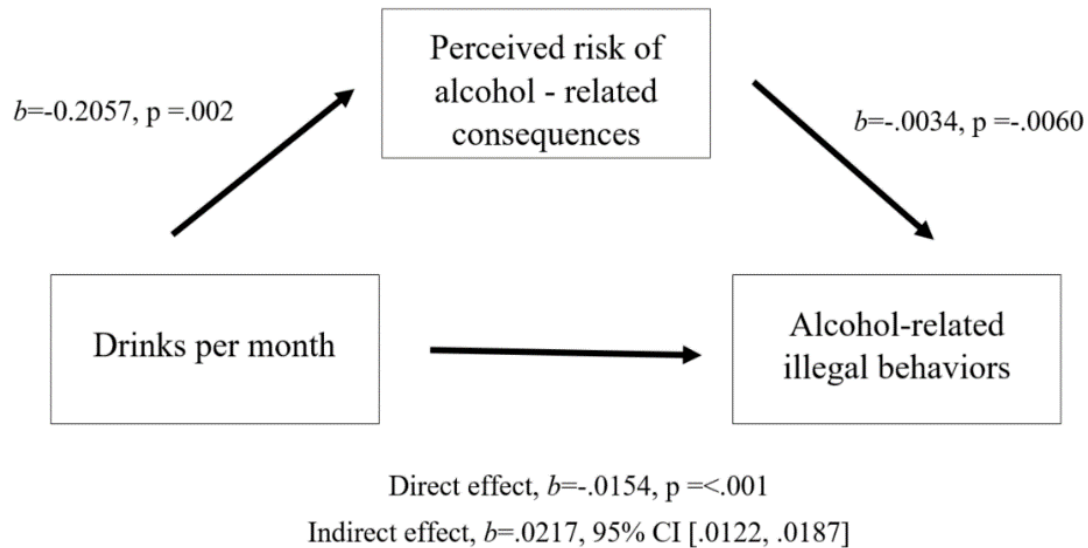 Perceived risk of
alcohol - related
consequences
b=-0.2057, p =.002
b=-.0034, p =-.0060
Drinks per month
Alcohol-related
illegal behaviors
Direct effect, b=-.0154, p =<.001
Indirect effect, b=.0217, 95% CI [.0122, .0187]